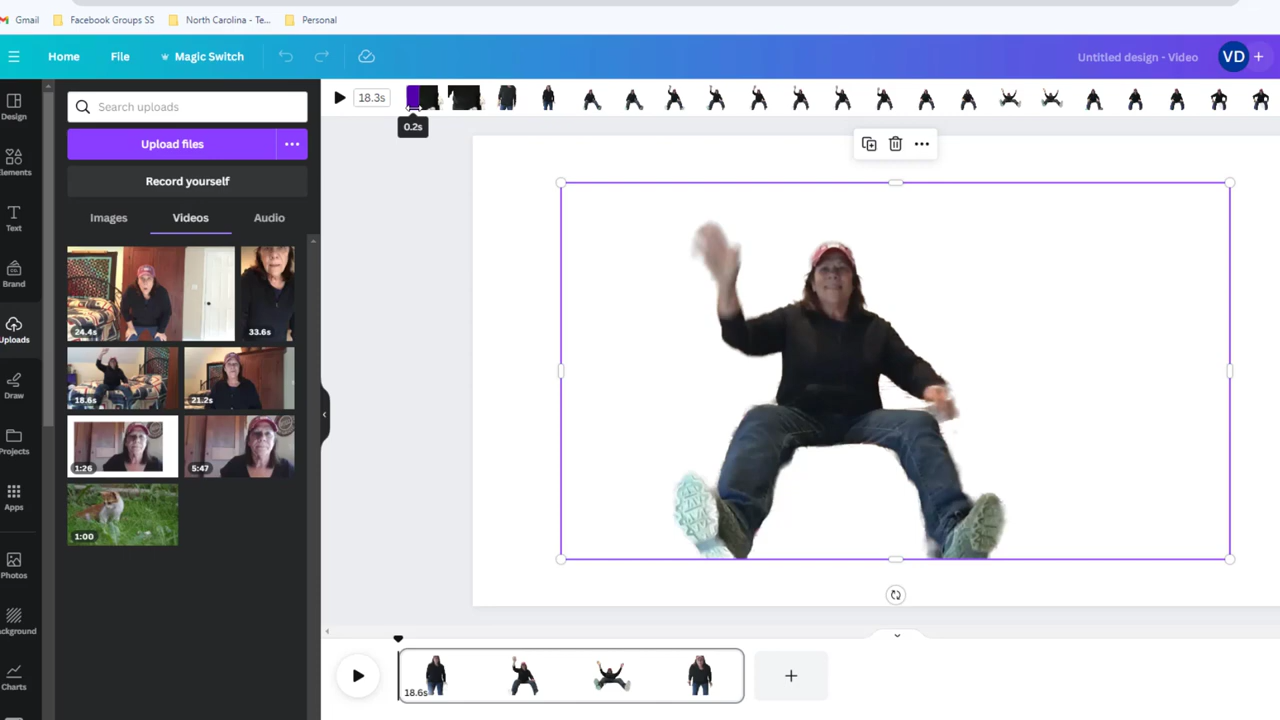 Gmail Facebook Groups SS North Carolina - Te... Personal
Home File Magic Switch Untitled design - Video VD +
Design
Elements
Text
Brand
Uploads
Draw
Projects
Apps
Photos
ckground
Charts
Search uploads
Upload files
Record yourself
Images Videos Audio
24.4s 33.6s
18.6s 21.2s
1:26 5:47
1:00
18.3s
0.2s
18.6s